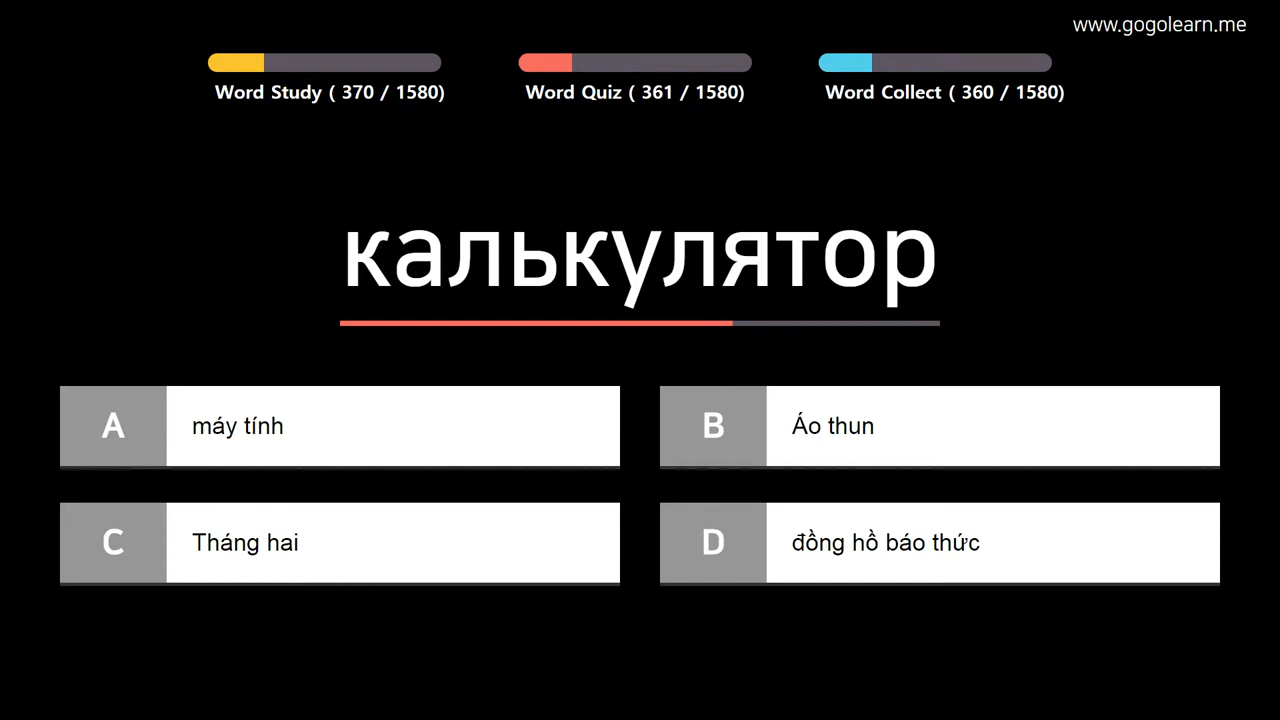 www.gogolearn.me
Word Study ( 370 / 1580)
Word Quiz ( 361 / 1580)
Word Collect ( 360 / 1580)
калькулятор
A
máy tính
B
Áo thun
C
Tháng hai
D
đồng hồ báo thức